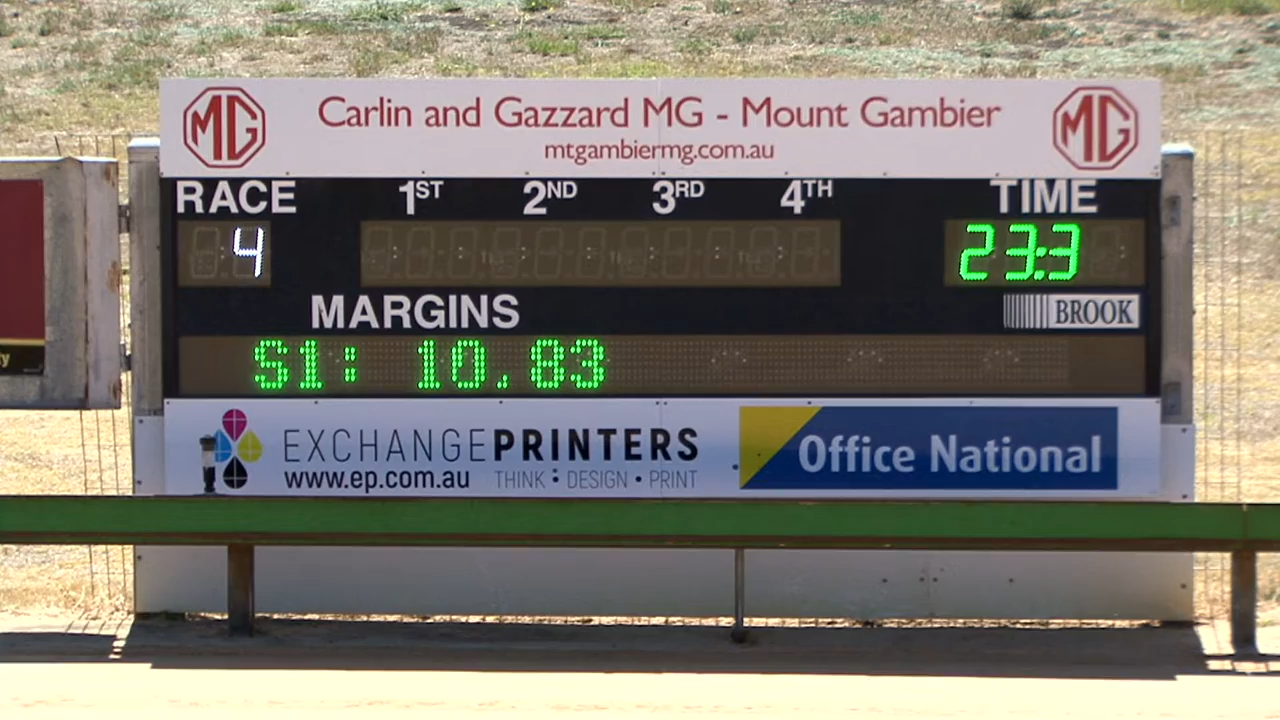 MG Carlin and Gazzard MG - Mount Gambier MG
mtgambiermg.com.au
RACE 1ST 2ND 3RD 4TH TIME
4 23:3
MARGINS BROOK
S1: 10.83
EXCHANGEPRINTERS
www.ep.com.au THINK : DESIGN • PRINT
Office National
ty